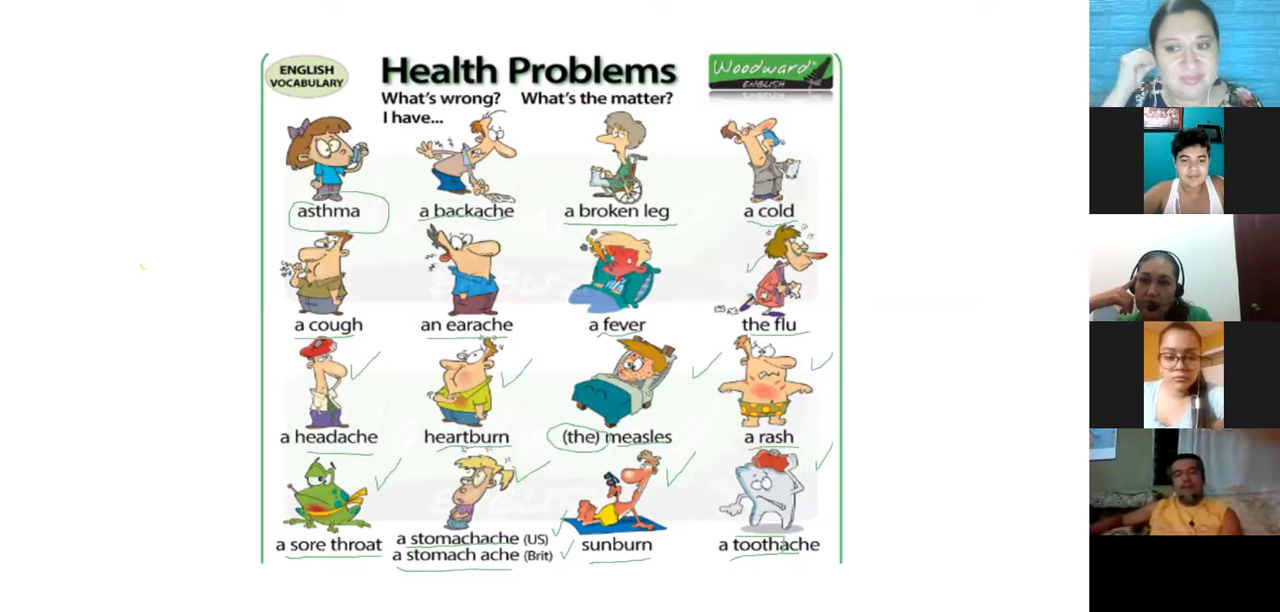 ENGLISH
VOCABULARY
Health Problems
Woodward®
ENGLISH
What's wrong? What's the matter?
I have...
asthma
a backache
a broken leg
a cold
a cough
an earache
a fever
the flu
a headache
heartburn
(the) measles
a rash
a sore throat
a stomachache (US)
a stomach ache (Brit)
sunburn
a toothache